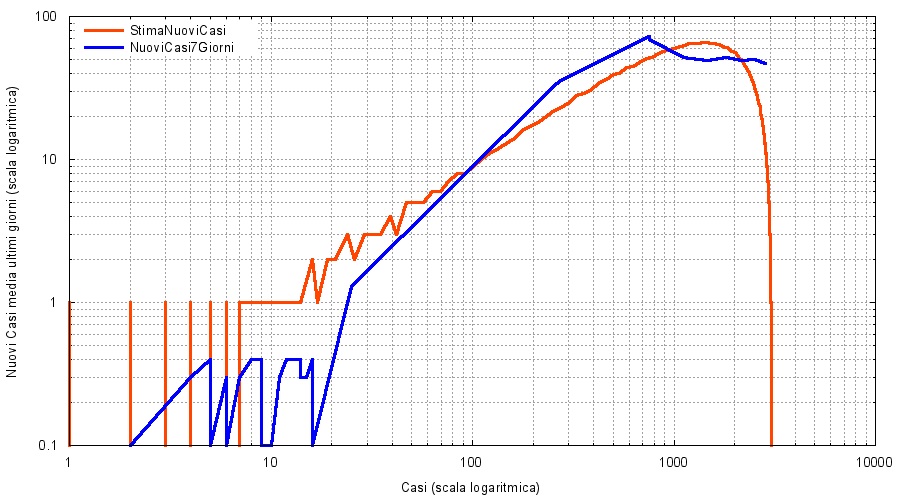 100
StimaNuoviCasi
NuoviCasi7Giorni
10
1
0.1
Nuovi Casi media ultimi giorni (scala logaritmica)
1
10
100
1000
10000
Casi (scala logaritmica)